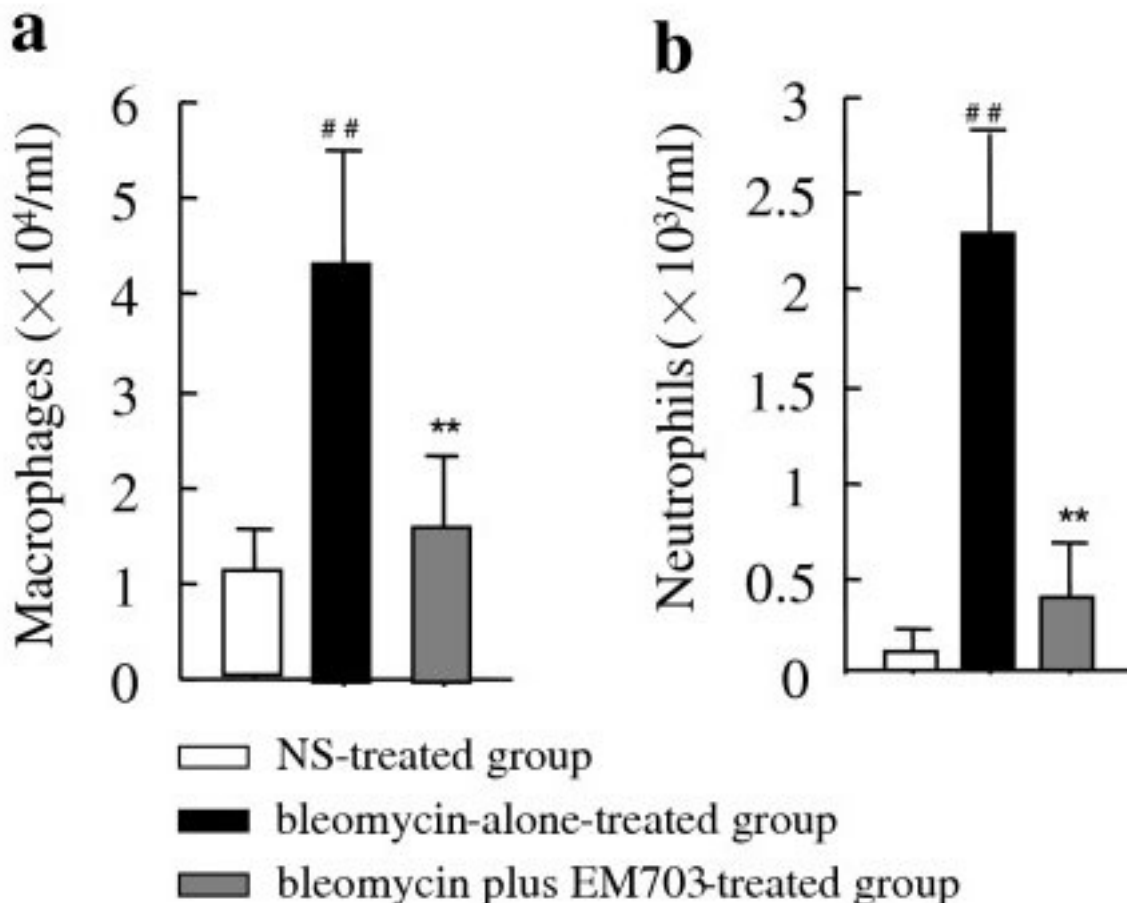 a
Macrophages (× 10⁴/ml)
6
5
4
3
2
1
0
##
**
b
Neutrophils (× 10³/ml)
3
2.5
2
1.5
1
0.5
0
##
**
NS-treated group
bleomycin-alone-treated group
bleomycin plus EM703-treated group